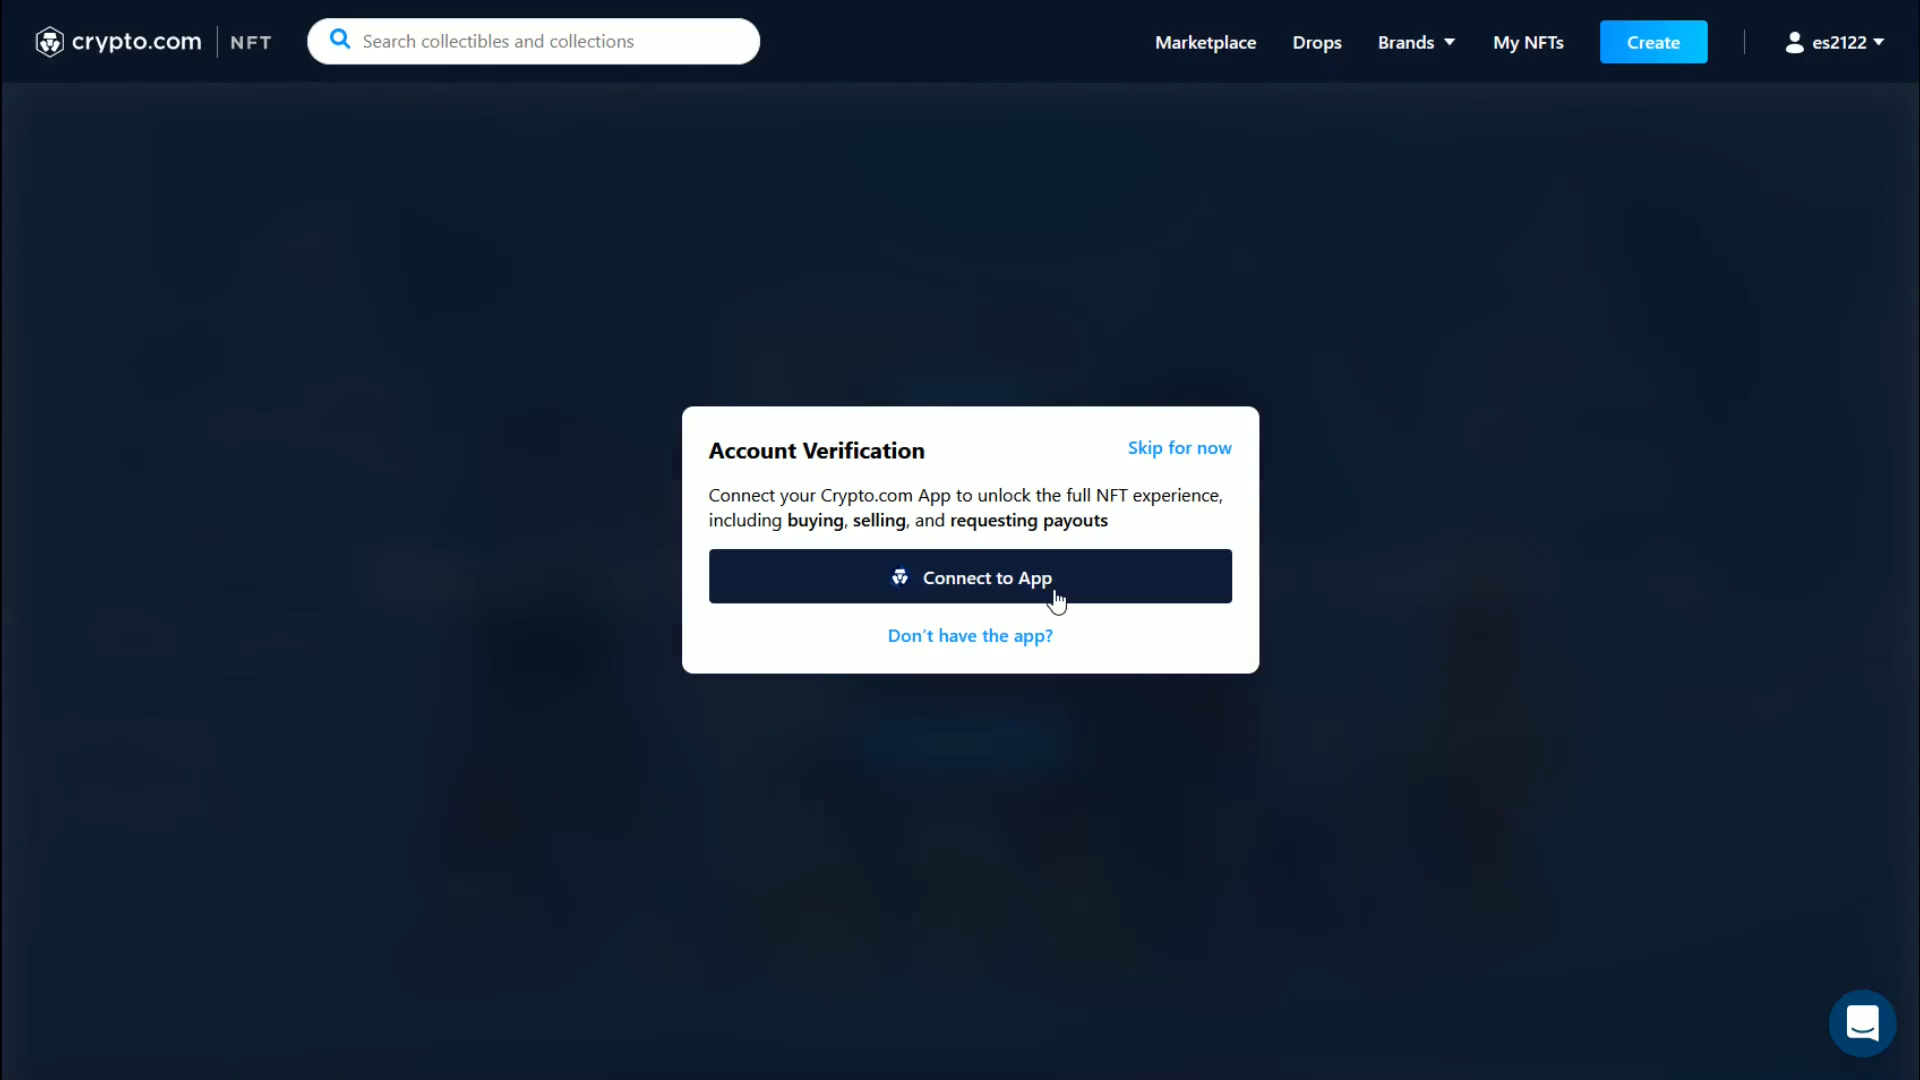 crypto.com NFT Search collectibles and collections Marketplace Drops Brands My NFTs Create es2122
Account Verification Skip for now
Connect your Crypto.com App to unlock the full NFT experience,
including buying, selling, and requesting payouts
Connect to App
Don't have the app?